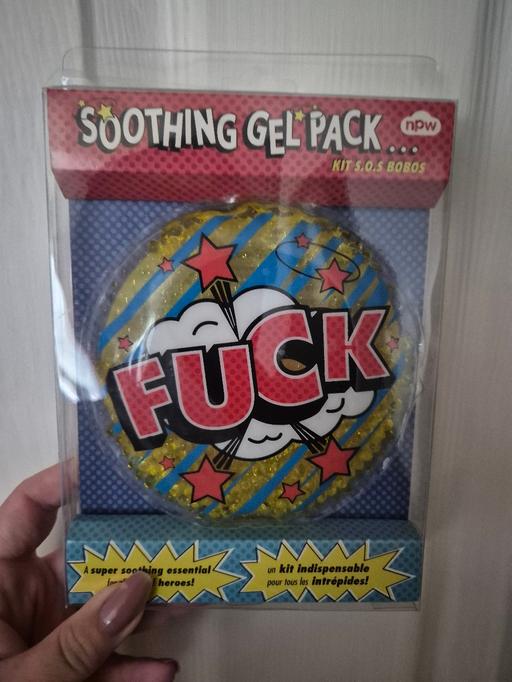 SOOTHING GEL PACK...
npw
KIT S.O.S BOBOS
FUCK
A super soothing essential
heroes!
un kit indispensable
pour tous les intrépides!